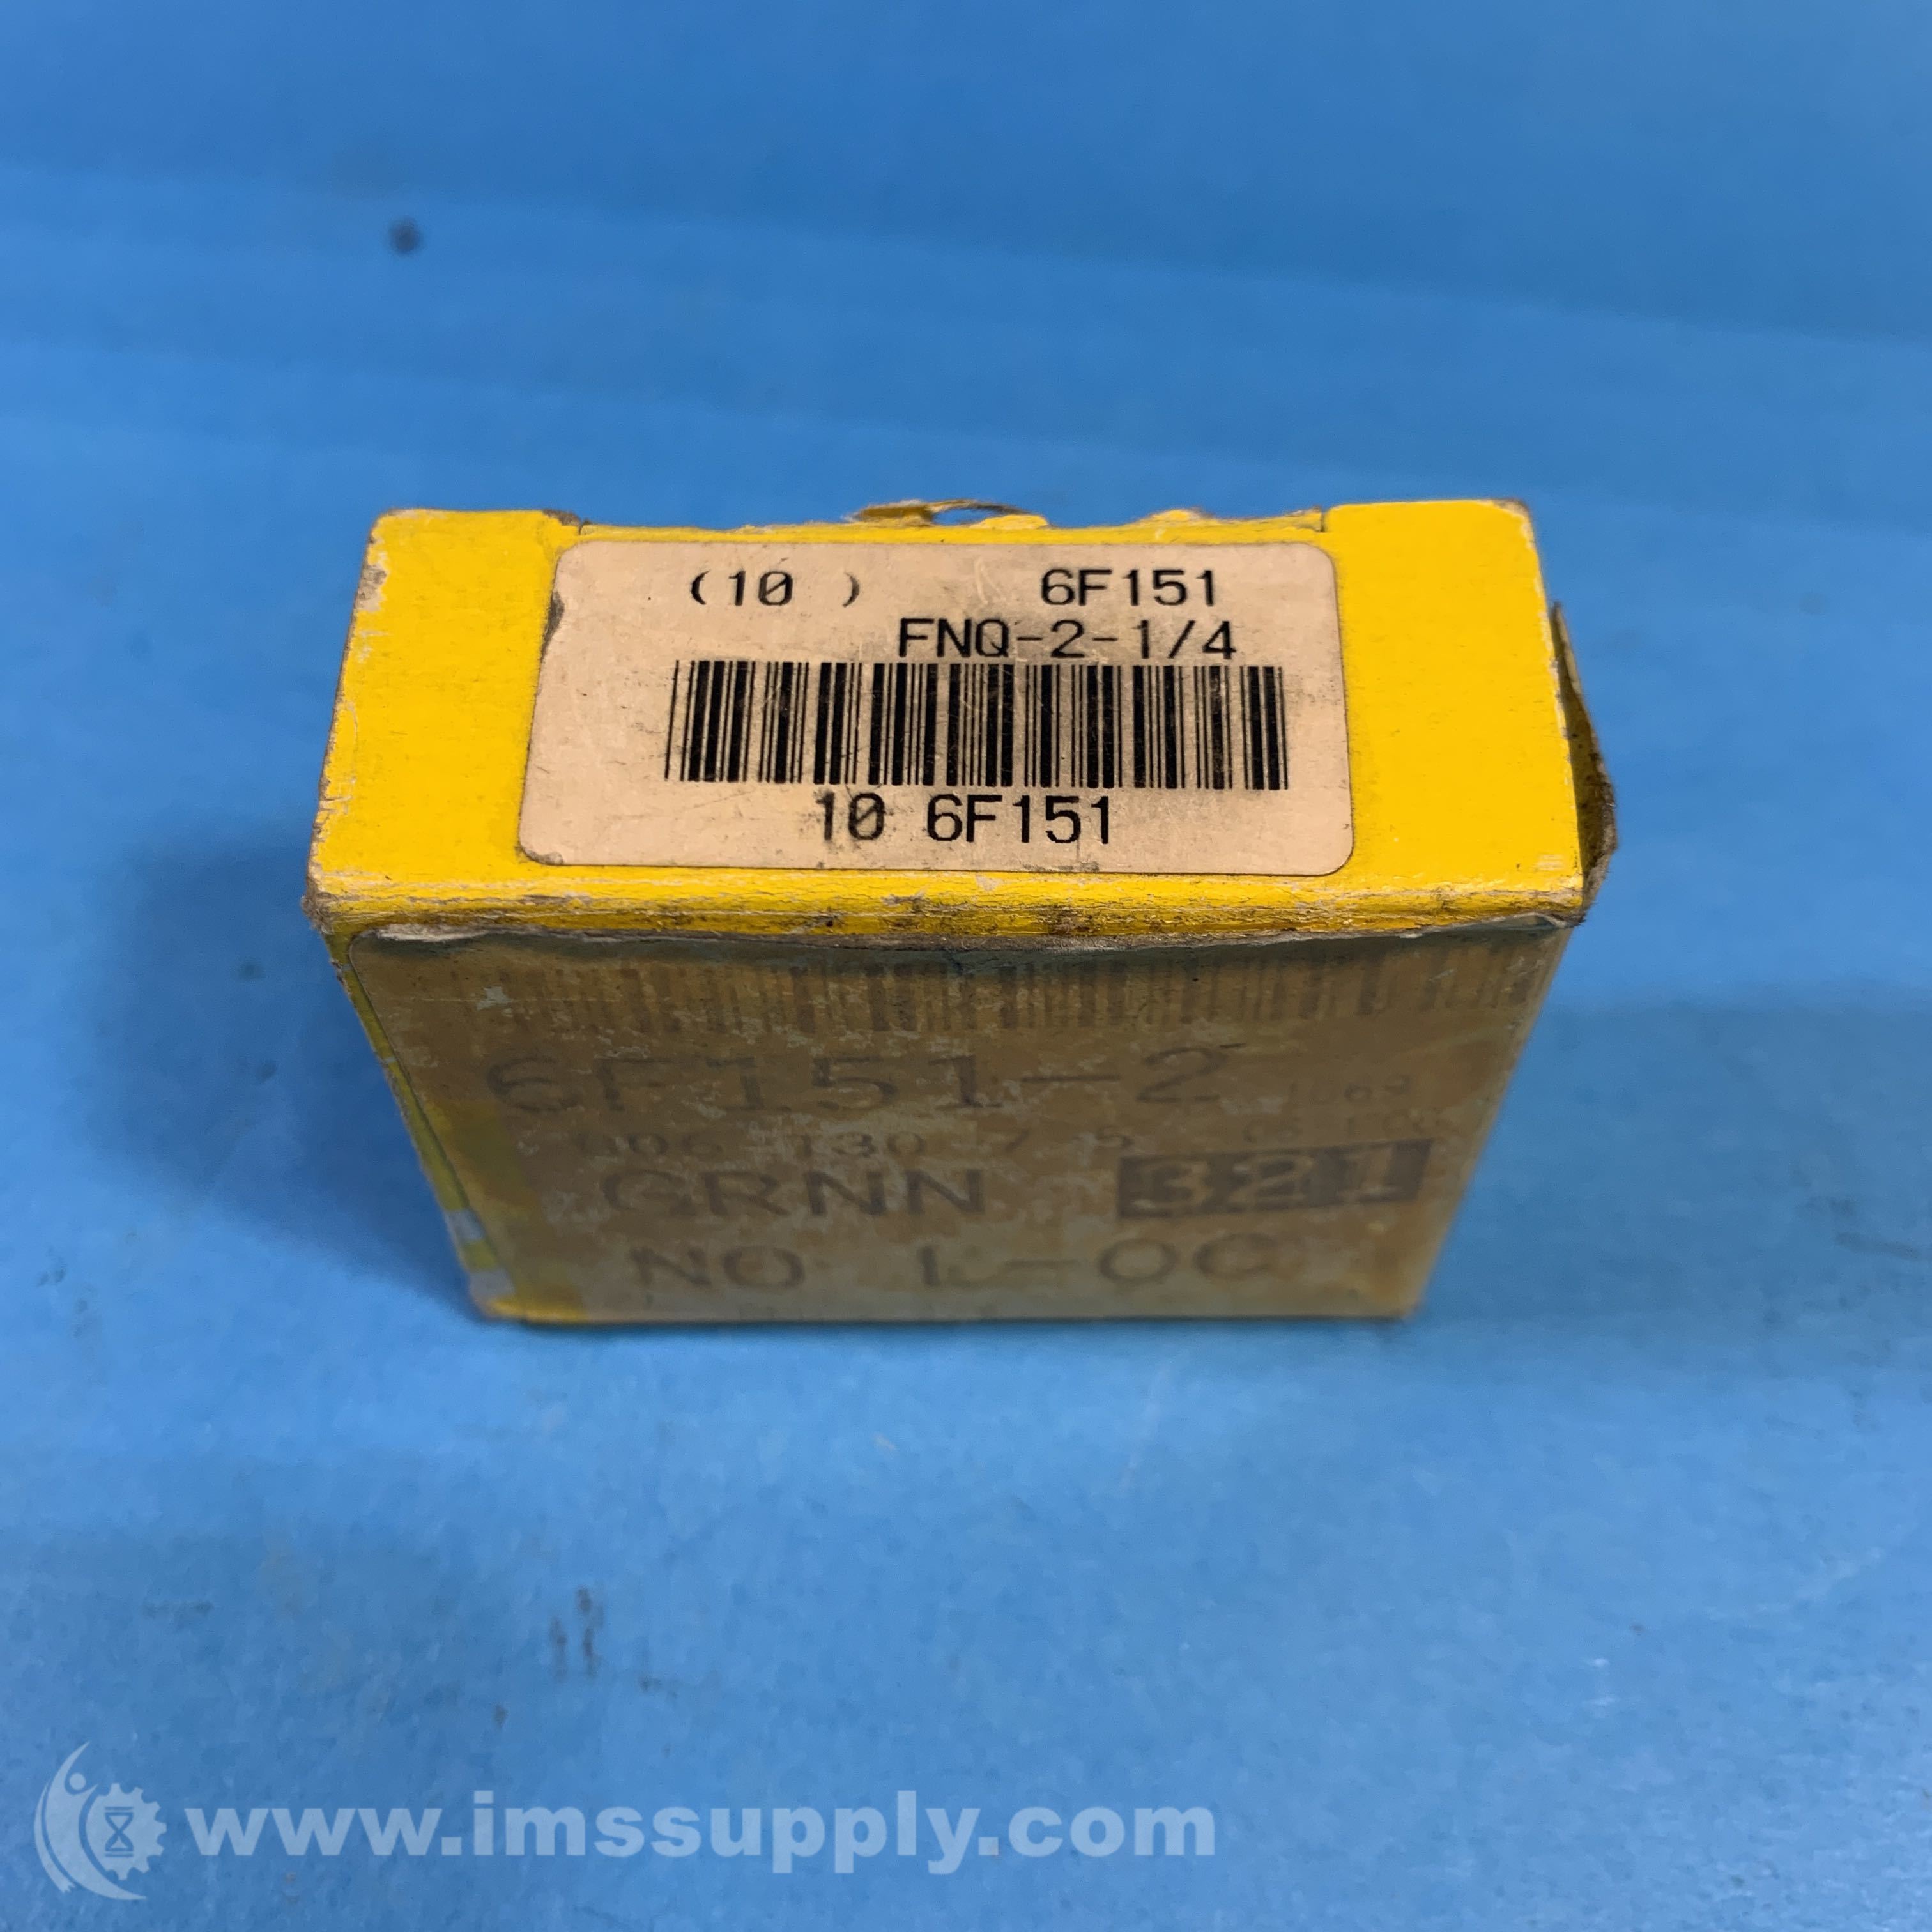 (10 ) 6F151
FNQ-2-1/4
10 6F151
6F151-2
GRNN 321
NO L-OC
www.imssupply.com